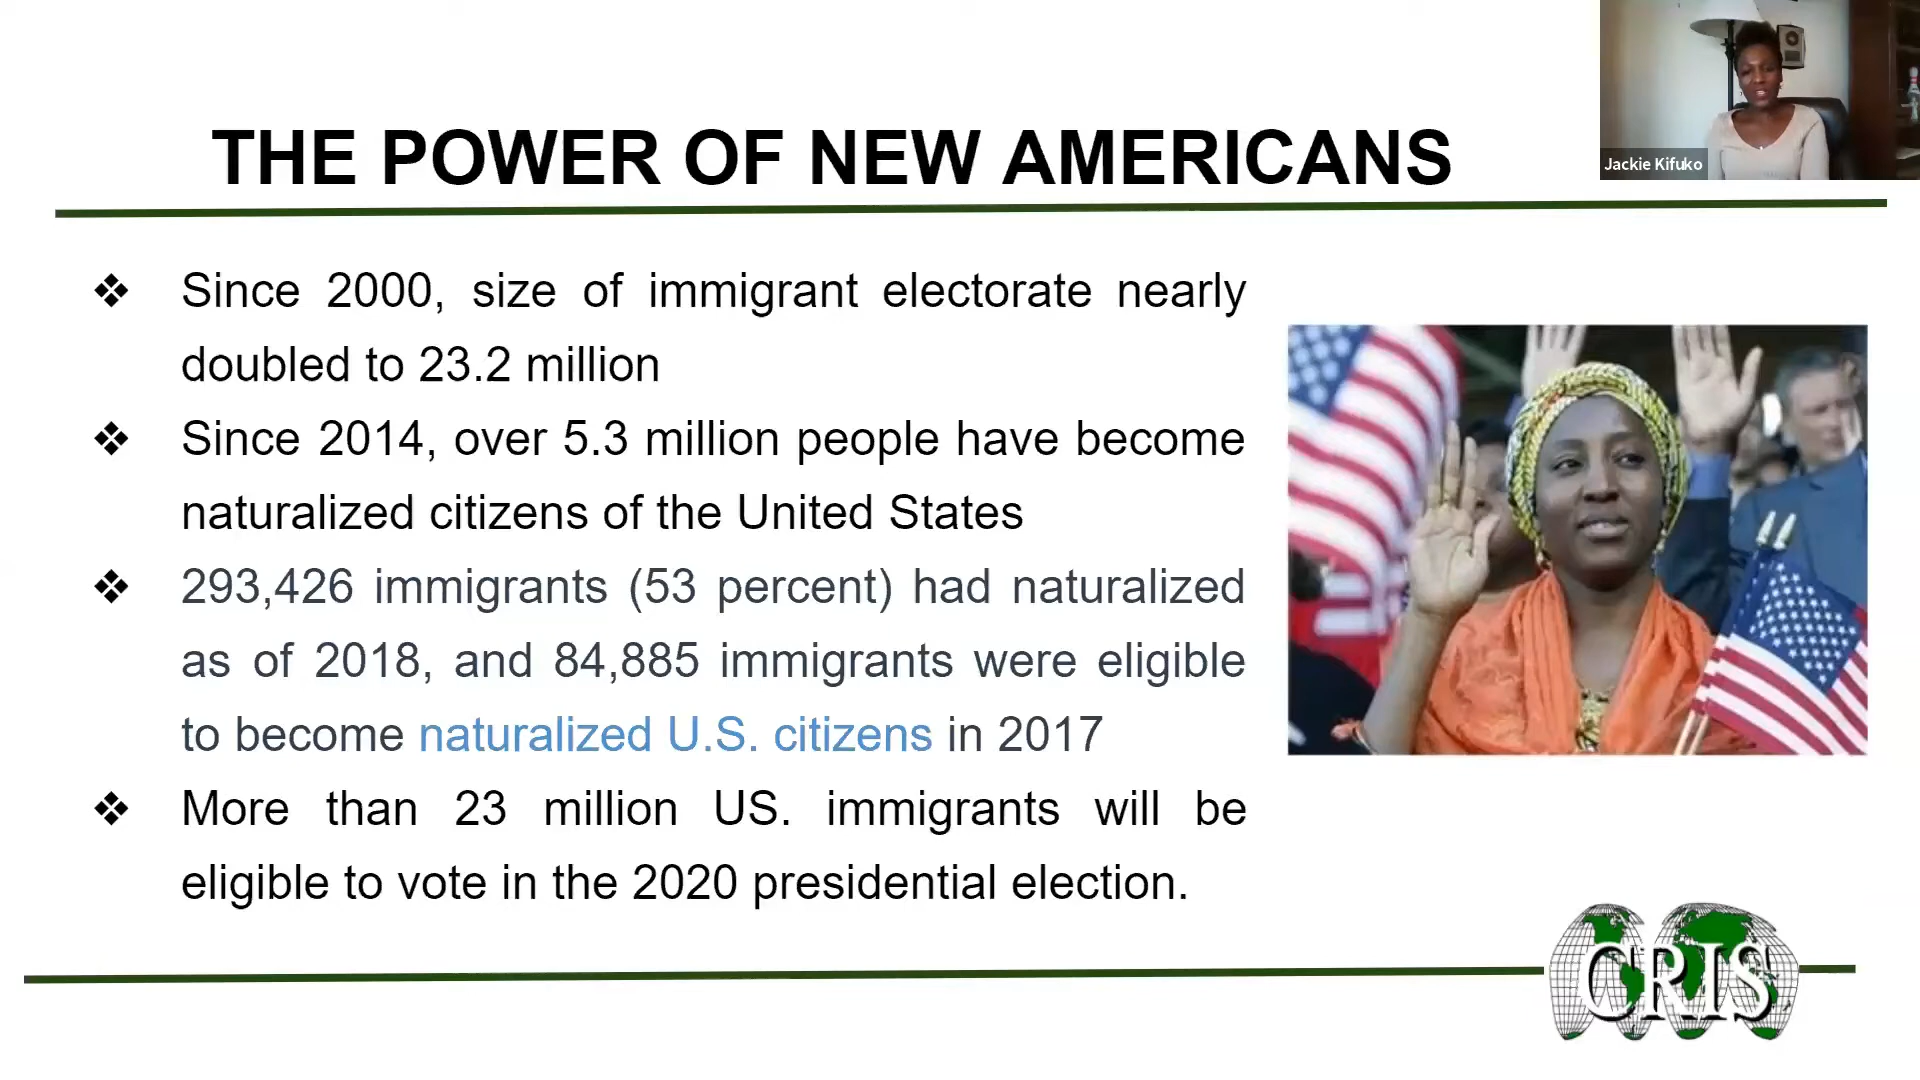 THE POWER OF NEW AMERICANS
Jackie Kifuko
❖ Since 2000, size of immigrant electorate nearly
doubled to 23.2 million
❖ Since 2014, over 5.3 million people have become
naturalized citizens of the United States
❖ 293,426 immigrants (53 percent) had naturalized
as of 2018, and 84,885 immigrants were eligible
to become naturalized U.S. citizens in 2017
❖ More than 23 million US. immigrants will be
eligible to vote in the 2020 presidential election.
CRIS